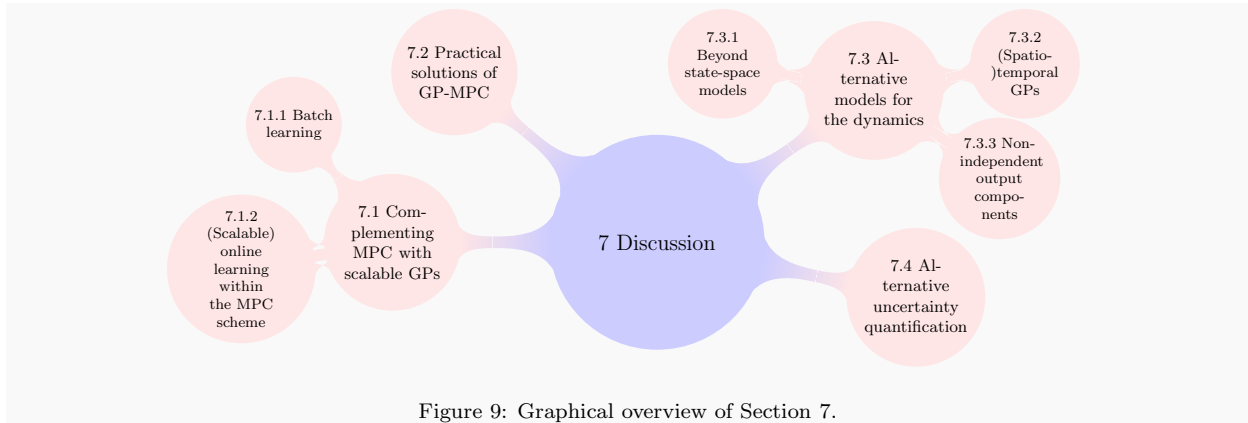 7.2 Practical
solutions of
GP-MPC
7.1.1 Batch
learning
7.1.2
(Scalable)
online
learning
within
the MPC
scheme
7.1 Com-
plementing
MPC with
scalable GPs
7 Discussion
7.3.1
Beyond
state-space
models
7.3 Al-
ternative
models for
the dynamics
7.3.2
(Spatio-
)temporal
GPs
7.3.3 Non-
independent
output
compo-
nents
7.4 Al-
ternative
uncertainty
quantification
Figure 9: Graphical overview of Section 7.